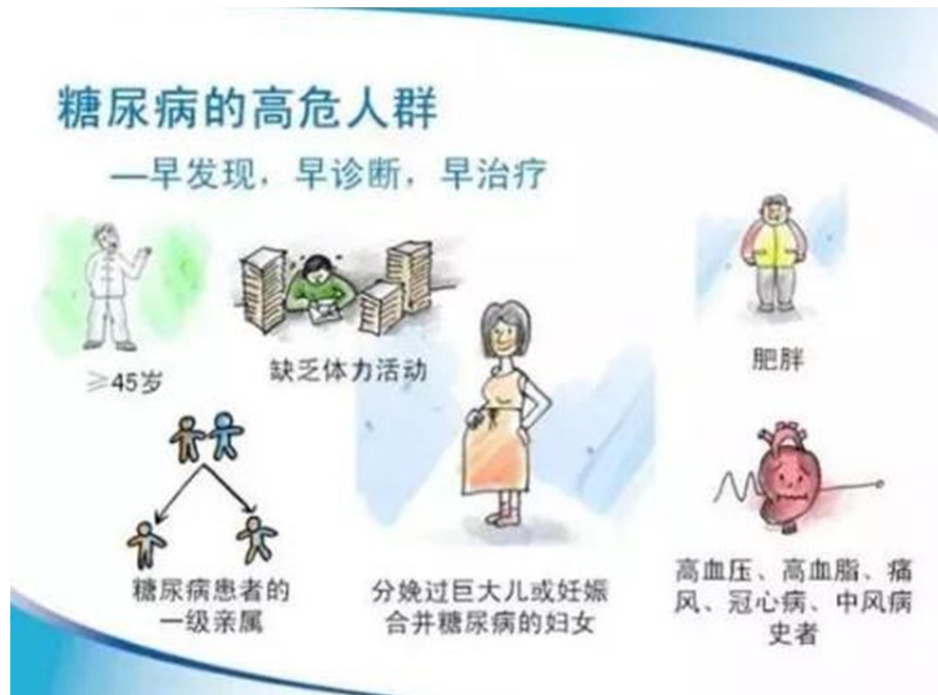 糖尿病的高危人群
—早发现，早诊断，早治疗
≥45岁
缺乏体力活动
肥胖
糖尿病患者的
一级亲属
分娩过巨大儿或妊娠
合并糖尿病的妇女
高血压、高血脂、痛
风、冠心病、中风病
史者